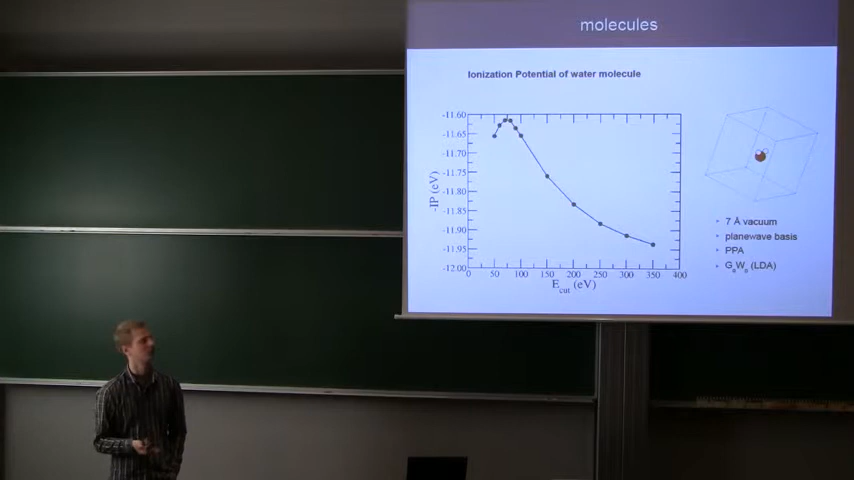 molecules
Ionization Potential of water molecule
-11.60
-11.65
-11.70
-11.75
-11.80
-11.85
-11.90
-11.95
-12.00
-IP (eV)
0 50 100 150 200 250 300 350 400
E_cut (eV)
7 Å vacuum
planewave basis
PPA
G₀W₀ (LDA)